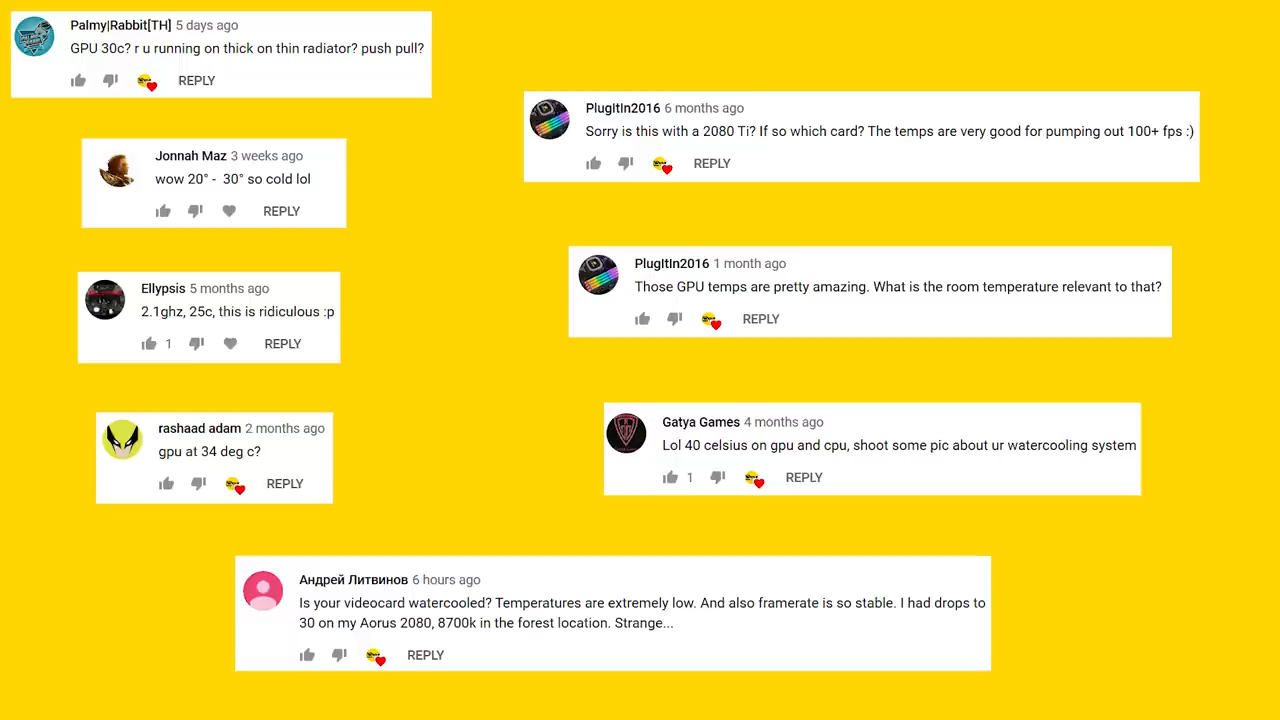 Palmy|Rabbit[TH] 5 days ago
GPU 30c? r u running on thick on thin radiator? push pull?
REPLY
Jonnah Maz 3 weeks ago
wow 20° - 30° so cold lol
REPLY
Ellypsis 5 months ago
2.1ghz, 25c, this is ridiculous :p
1 REPLY
rashaad adam 2 months ago
gpu at 34 deg c?
REPLY
PlugItIn2016 6 months ago
Sorry is this with a 2080 Ti? If so which card? The temps are very good for pumping out 100+ fps :)
REPLY
PlugItIn2016 1 month ago
Those GPU temps are pretty amazing. What is the room temperature relevant to that?
REPLY
Gatya Games 4 months ago
Lol 40 celsius on gpu and cpu, shoot some pic about ur watercooling system
1 REPLY
Андрей Литвинов 6 hours ago
Is your videocard watercooled? Temperatures are extremely low. And also framerate is so stable. I had drops to
30 on my Aorus 2080, 8700k in the forest location. Strange...
REPLY